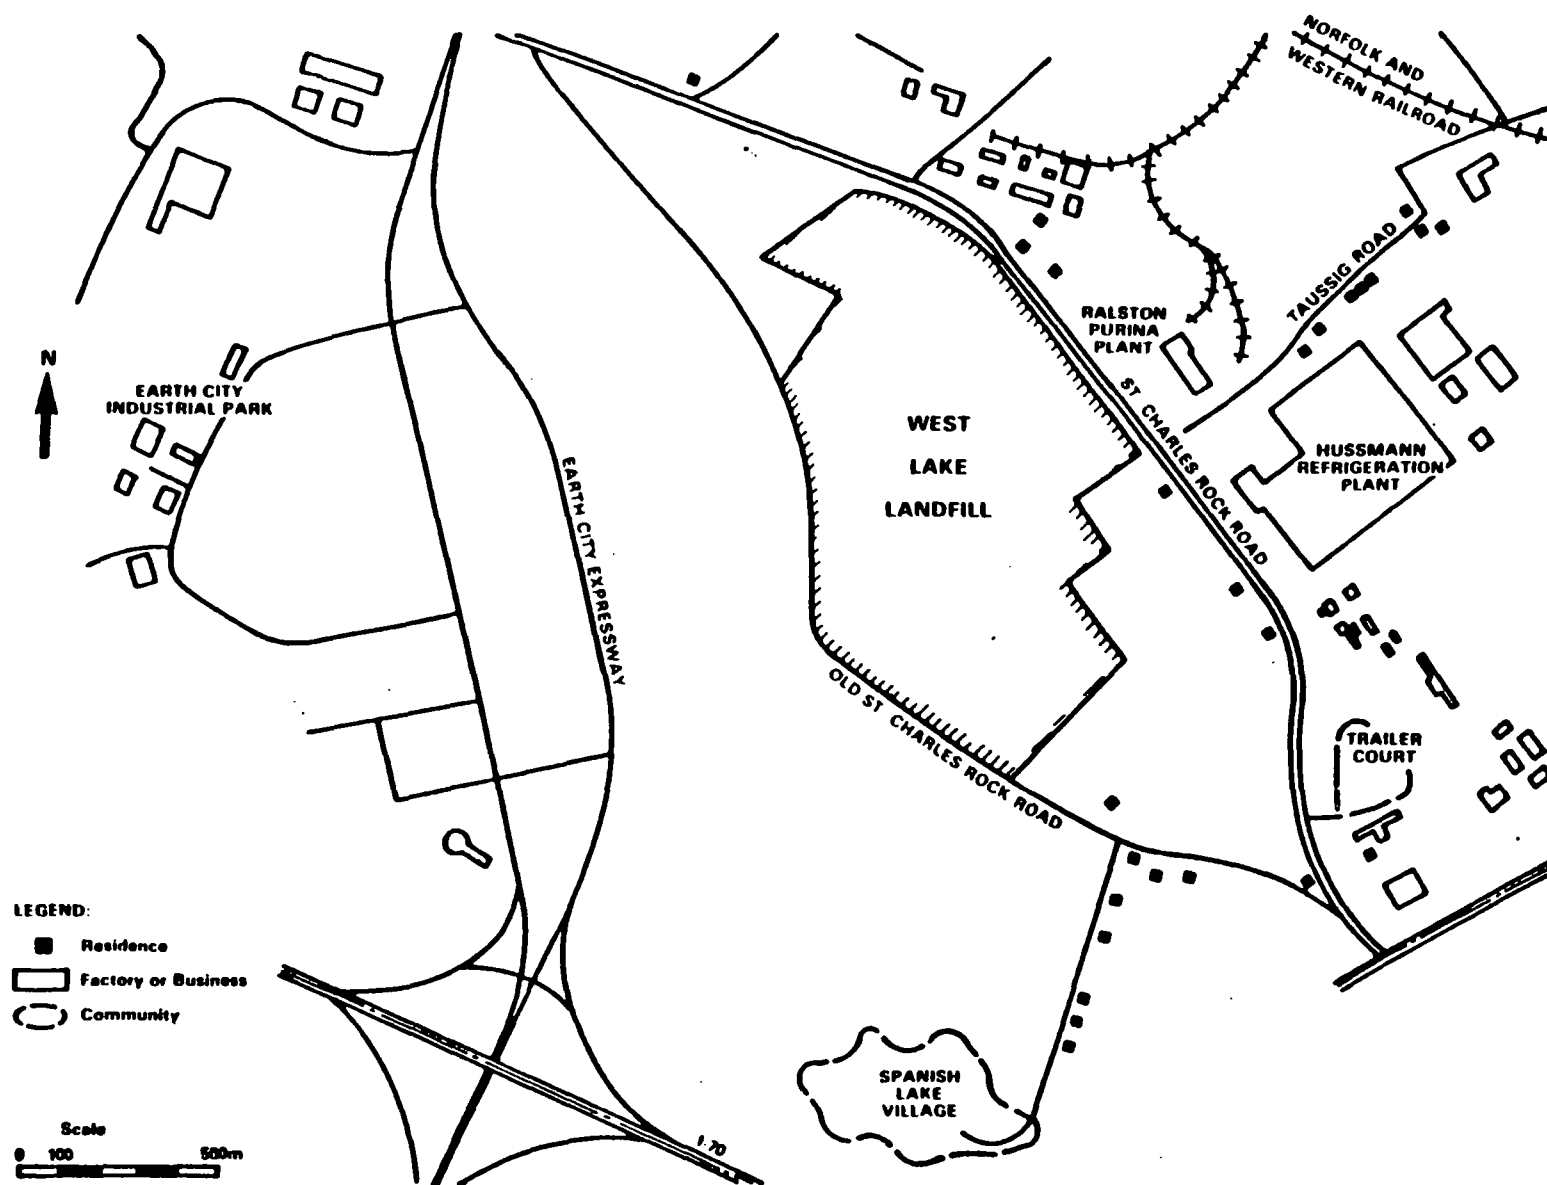 NORFOLK AND
WESTERN RAILROAD
TAUSSIG ROAD
RALSTON
PURINA
PLANT
N
EARTH CITY
INDUSTRIAL PARK
WEST
LAKE
LANDFILL
ST CHARLES ROCK ROAD
HUSSMANN
REFRIGERATION
PLANT
EARTH CITY EXPRESSWAY
OLD ST CHARLES ROCK ROAD
TRAILER
COURT
LEGEND:
Residence
Factory or Business
Community
SPANISH
LAKE
VILLAGE
Scale
0 100 500m
I-70